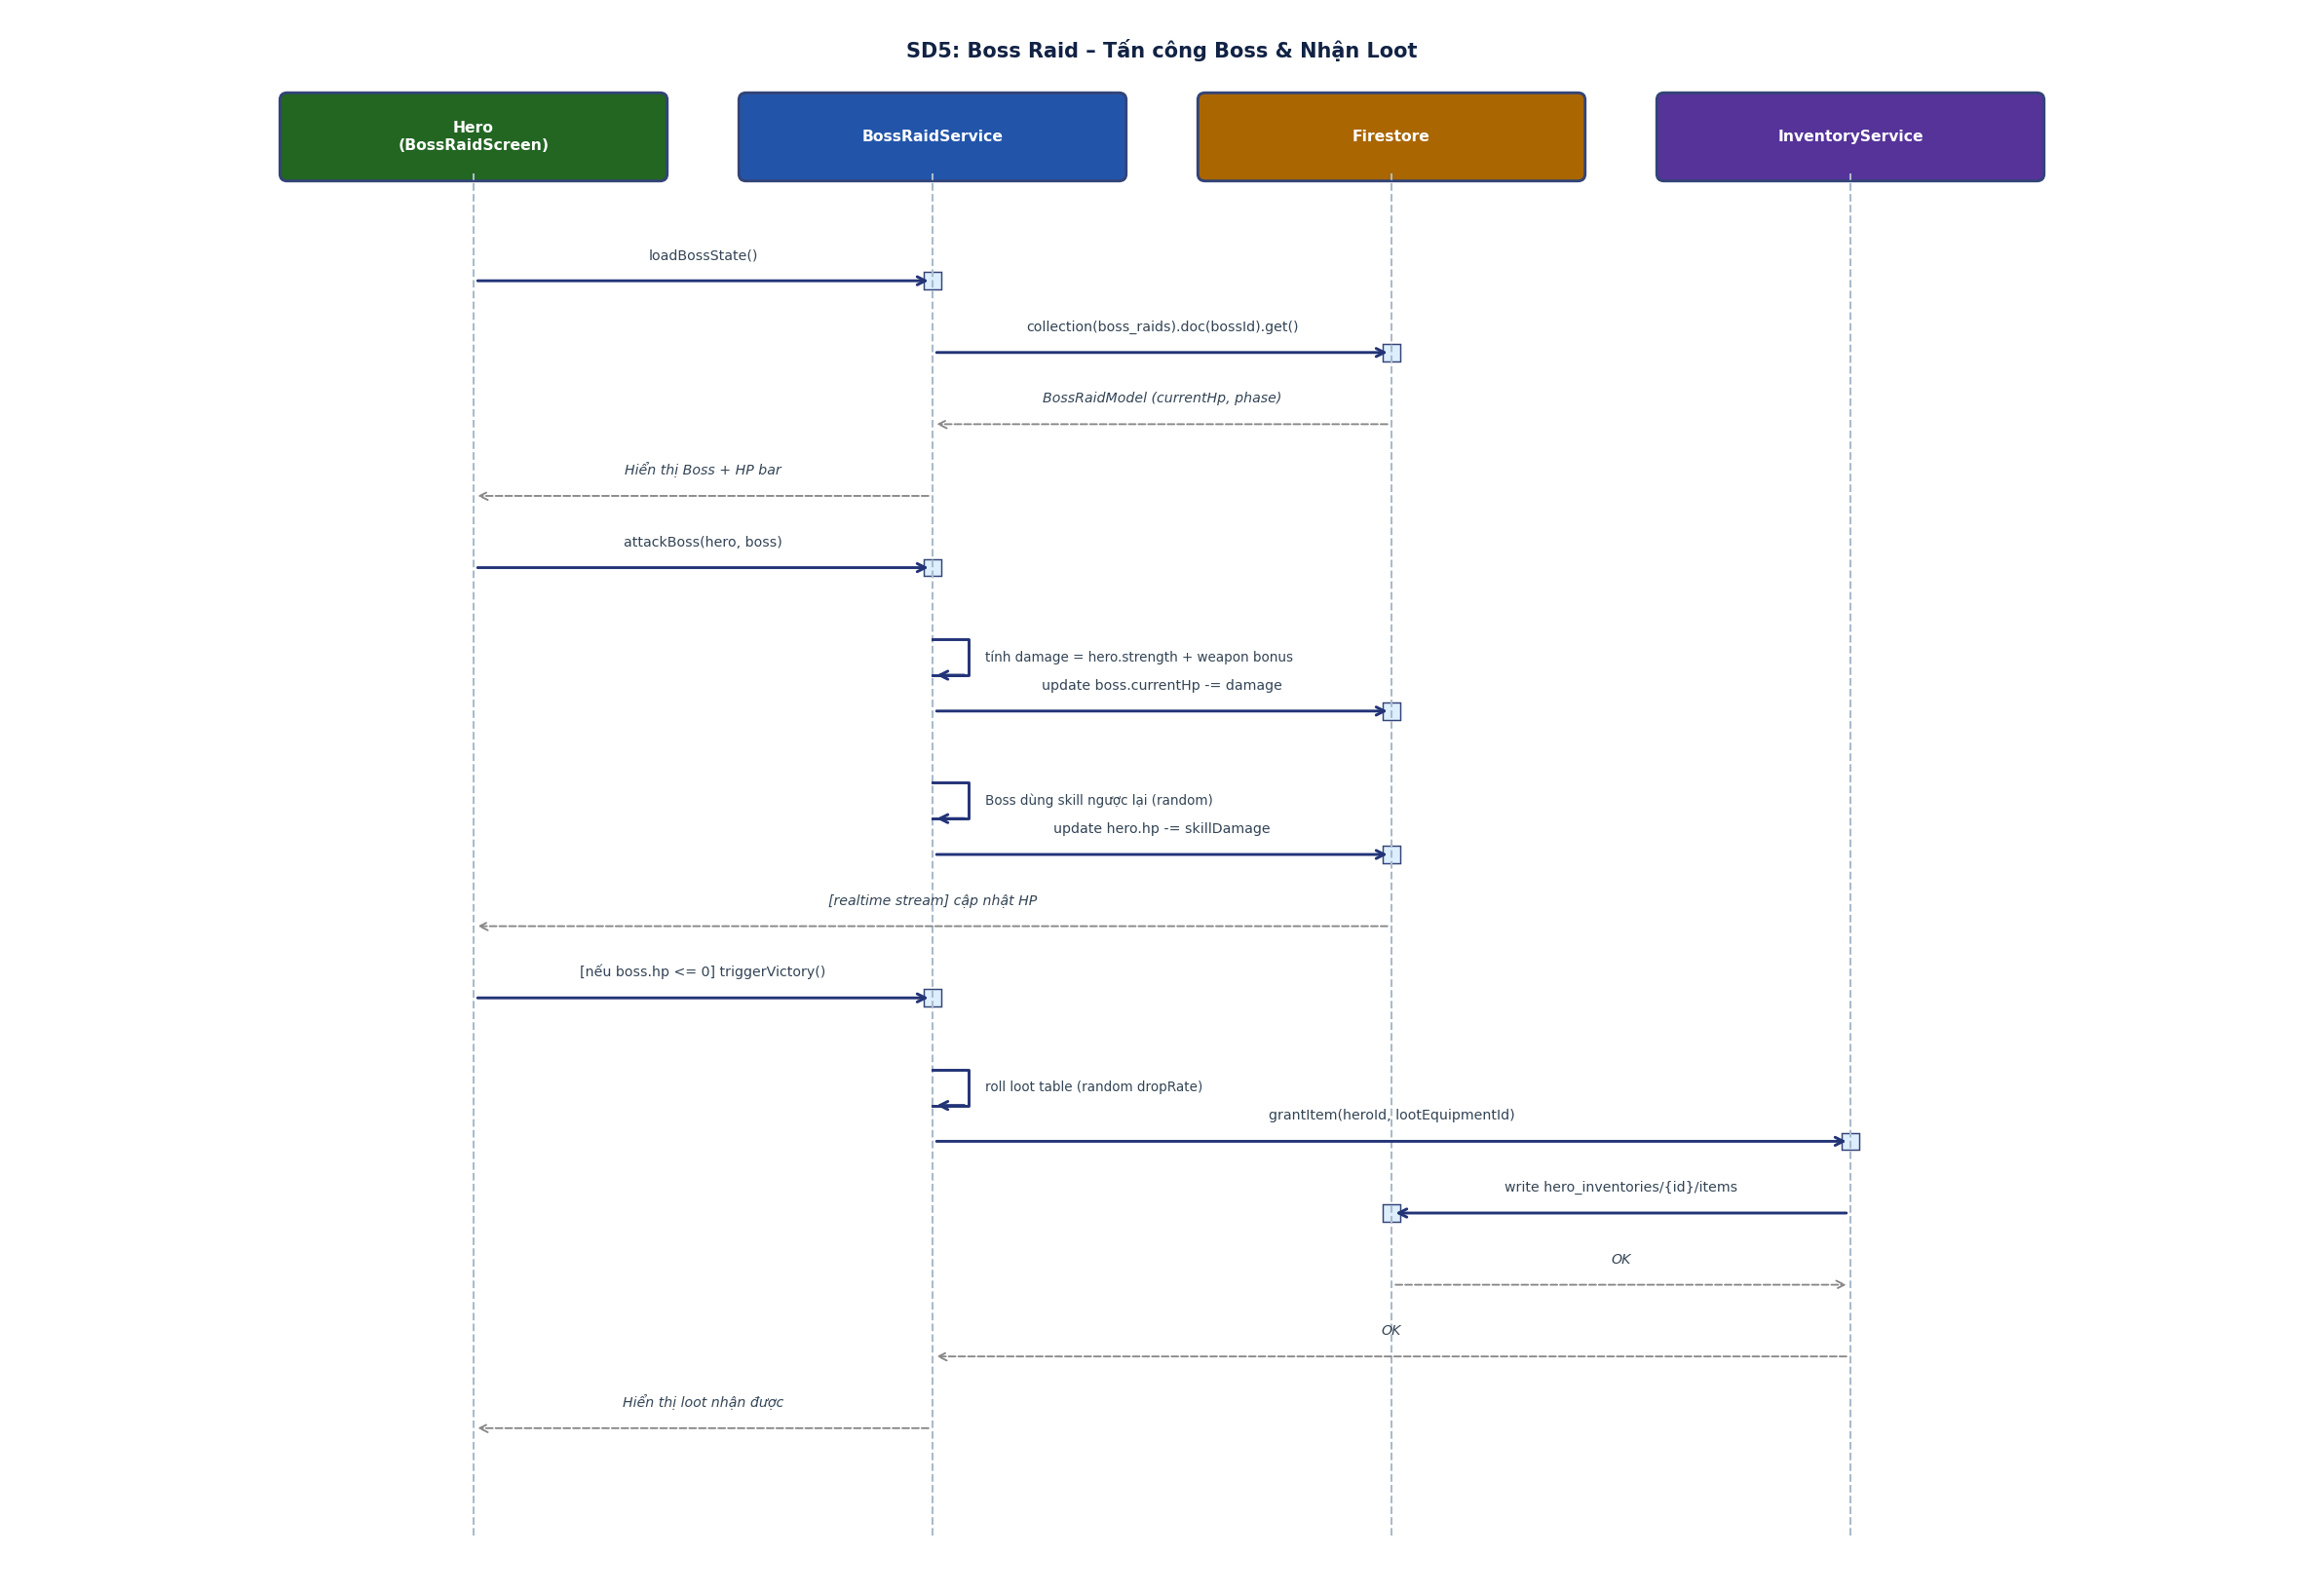 SD5: Boss Raid – Tấn công Boss & Nhận Loot
Hero
(BossRaidScreen)
BossRaidService
Firestore
InventoryService
loadBossState()
collection(boss_raids).doc(bossId).get()
BossRaidModel (currentHp, phase)
Hiển thị Boss + HP bar
attackBoss(hero, boss)
tính damage = hero.strength + weapon bonus
update boss.currentHp -= damage
Boss dùng skill ngược lại (random)
update hero.hp -= skillDamage
[realtime stream] cập nhật HP
[nếu boss.hp <= 0] triggerVictory()
roll loot table (random dropRate)
grantItem(heroId, lootEquipmentId)
write hero_inventories/{id}/items
OK
OK
Hiển thị loot nhận được